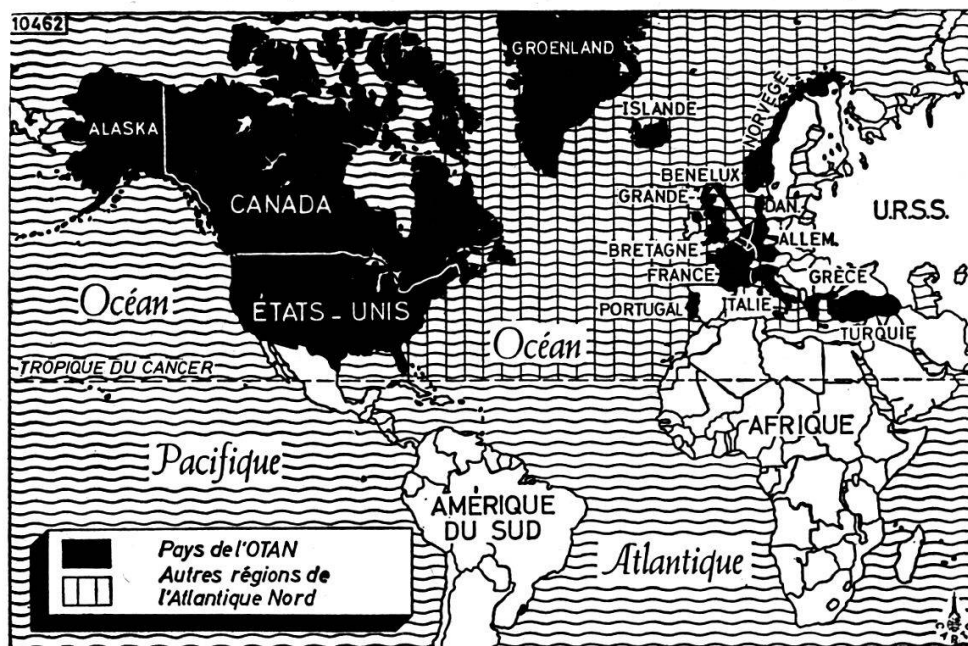 10462
GROENLAND
ALASKA
ISLANDE
NORVÈGE
CANADA
BENELUX
GRANDE
BRETAGNE
DAN.
ALLEM.
U.R.S.S.
FRANCE
GRÈCE
Océan
ÉTATS-UNIS
PORTUGAL
ITALIE
TURQUIE
Océan
TROPIQUE DU CANCER
AFRIQUE
Pacifique
AMÉRIQUE
DU SUD
Atlantique
Pays de l'OTAN
Autres régions de
l'Atlantique Nord